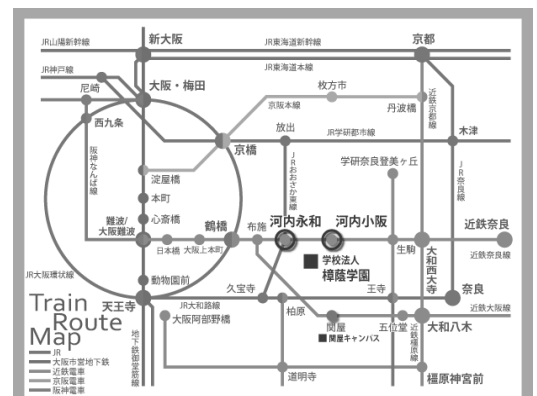 新大阪
京都
JR山陽新幹線
JR東海道新幹線
JR神戸線
JR東海道本線
尼崎
大阪・梅田
枚方市
京阪本線
丹波橋
近鉄京都線
西九条
放出
京橋
JR学研都市線
木津
阪神なんば線
JRおおさか東線
学研奈良登美ヶ丘
JR奈良線
淀屋橋
本町
心斎橋
難波/
大阪難波
鶴橋
布施
河内永和
河内小阪
近鉄奈良
日本橋
大阪上本町
生駒
大和西大寺
近鉄奈良線
学校法人
樟蔭学園
JR大阪環状線
動物園前
久宝寺
王寺
奈良
天王寺
JR大和路線
柏原
近鉄大阪線
大阪阿部野橋
関屋
五位堂
大和八木
関屋キャンパス
地下鉄御堂筋線
近鉄橿原線
道明寺
橿原神宮前
Train
Route
Map
JR
大阪市営地下鉄
近鉄電車
京阪電車
阪神電車